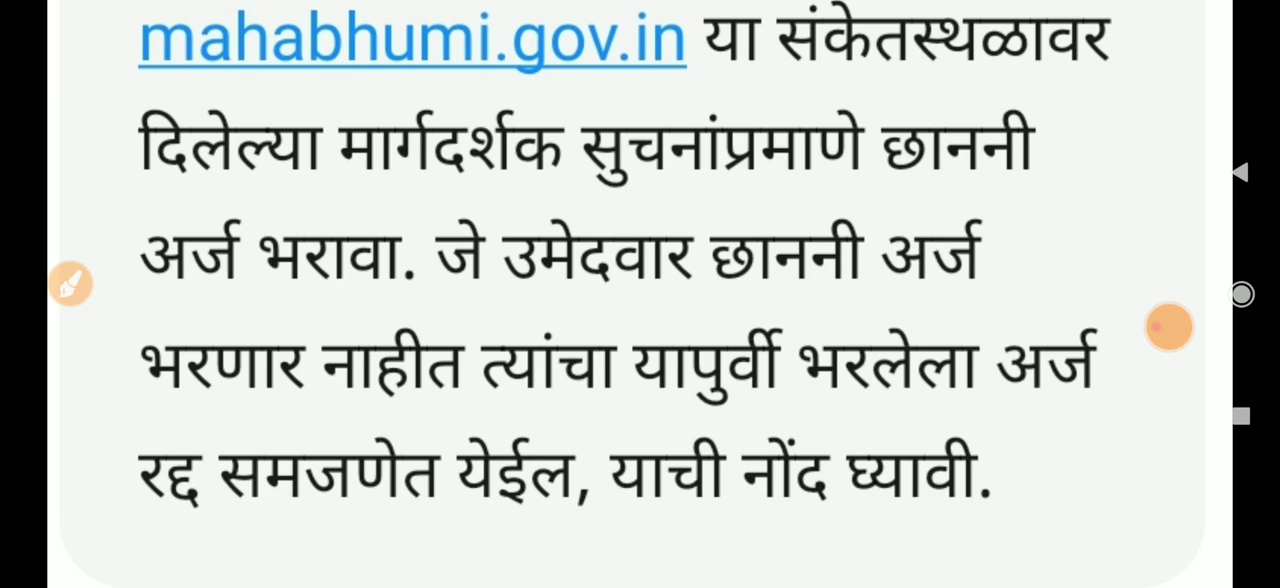 mahabhumi.gov.in या संकेतस्थळावर
दिलेल्या मार्गदर्शक सुचनांप्रमाणे छाननी
अर्ज भरावा. जे उमेदवार छाननी अर्ज
भरणार नाहीत त्यांचा यापुर्वी भरलेला अर्ज
रद्द समजणेत येईल, याची नोंद घ्यावी.